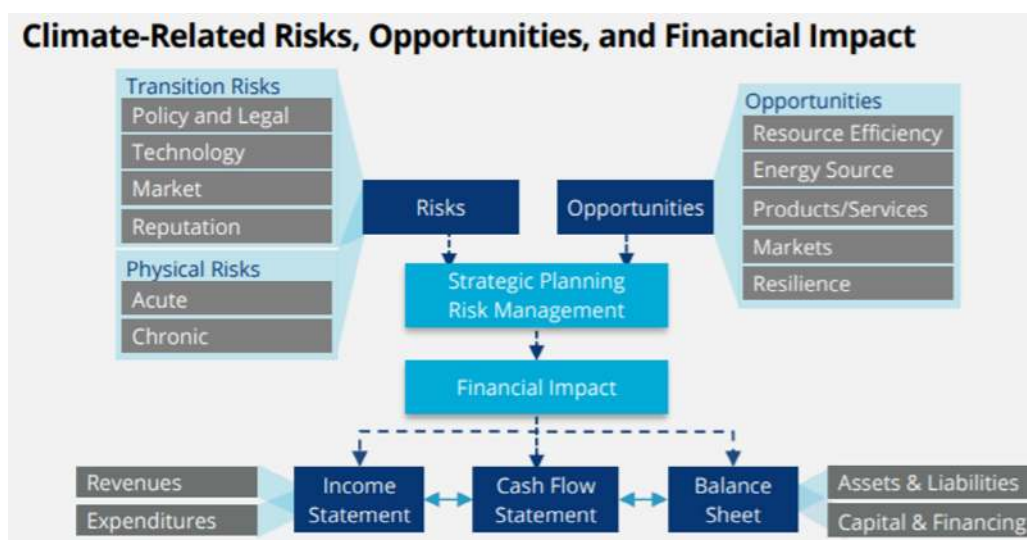 Climate-Related Risks, Opportunities, and Financial Impact
Transition Risks
Policy and Legal
Technology
Market
Reputation
Physical Risks
Acute
Chronic
Risks
Opportunities
Opportunities
Resource Efficiency
Energy Source
Products/Services
Markets
Resilience
Strategic Planning
Risk Management
Financial Impact
Revenues
Expenditures
Income
Statement
Cash Flow
Statement
Balance
Sheet
Assets & Liabilities
Capital & Financing